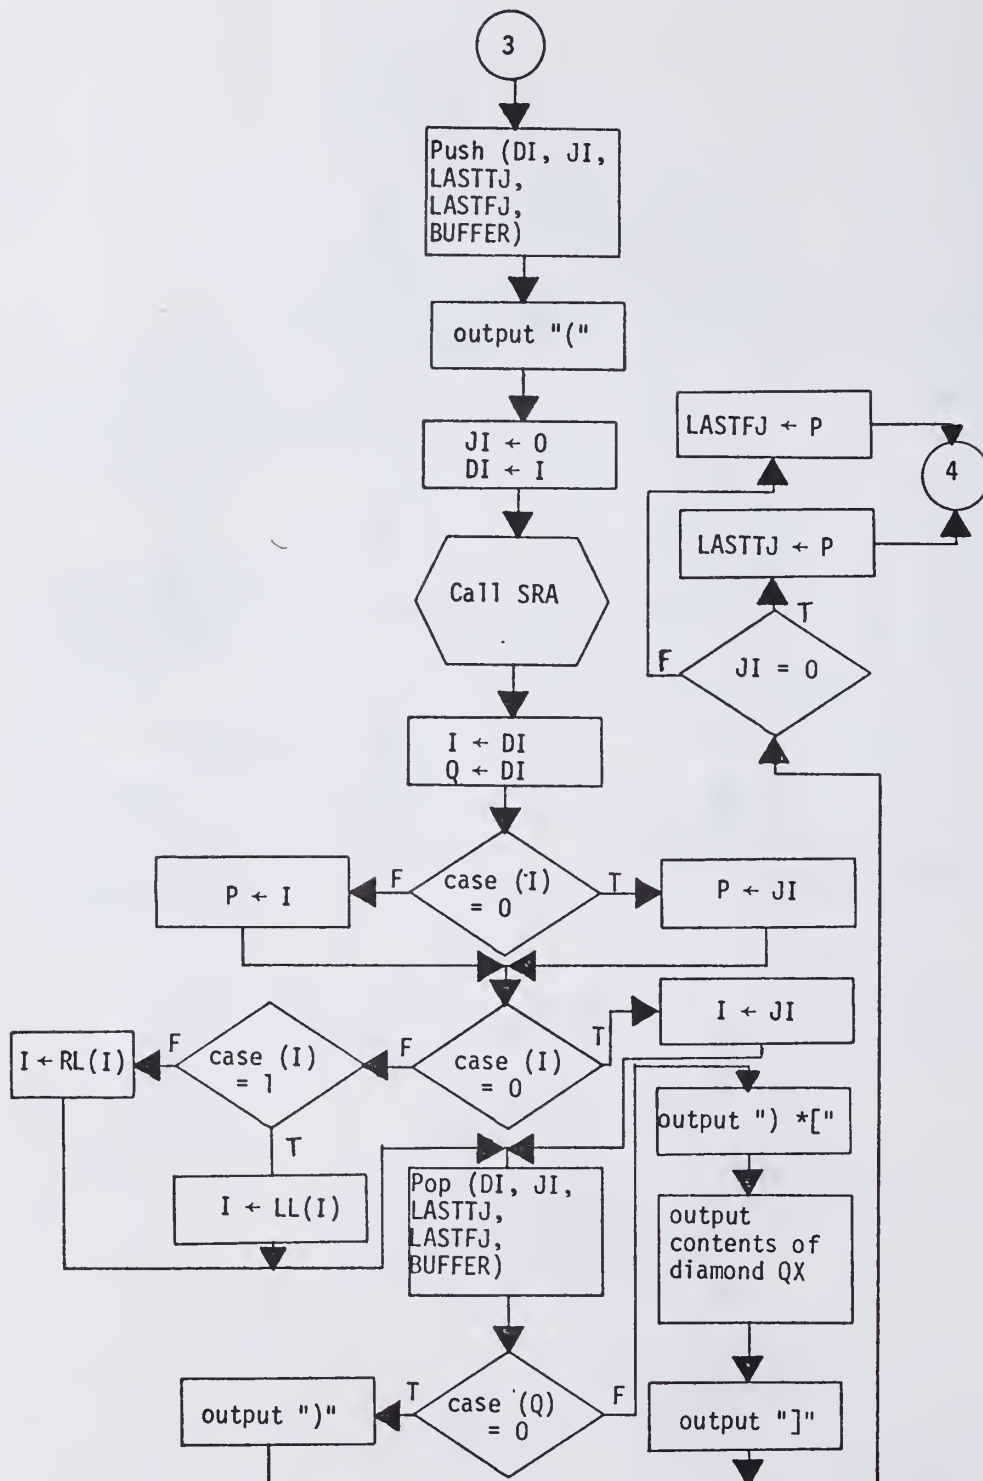 3
Push (DI, JI,
LASTTJ,
LASTFJ,
BUFFER)
output "("
JI ← 0
DI ← I
Call SRA
I ← DI
Q ← DI
case (I)
= 0
F
T
P ← I
P ← JI
case (I)
= 0
F
T
I ← JI
case (I)
= 1
F
T
I ← RL(I)
I ← LL(I)
Pop (DI, JI,
LASTTJ,
LASTFJ,
BUFFER)
case (Q)
= 0
T
F
output ")"
output ") *["
output
contents of
diamond QX
output "]"
JI = 0
F
T
LASTTJ ← P
LASTFJ ← P
4